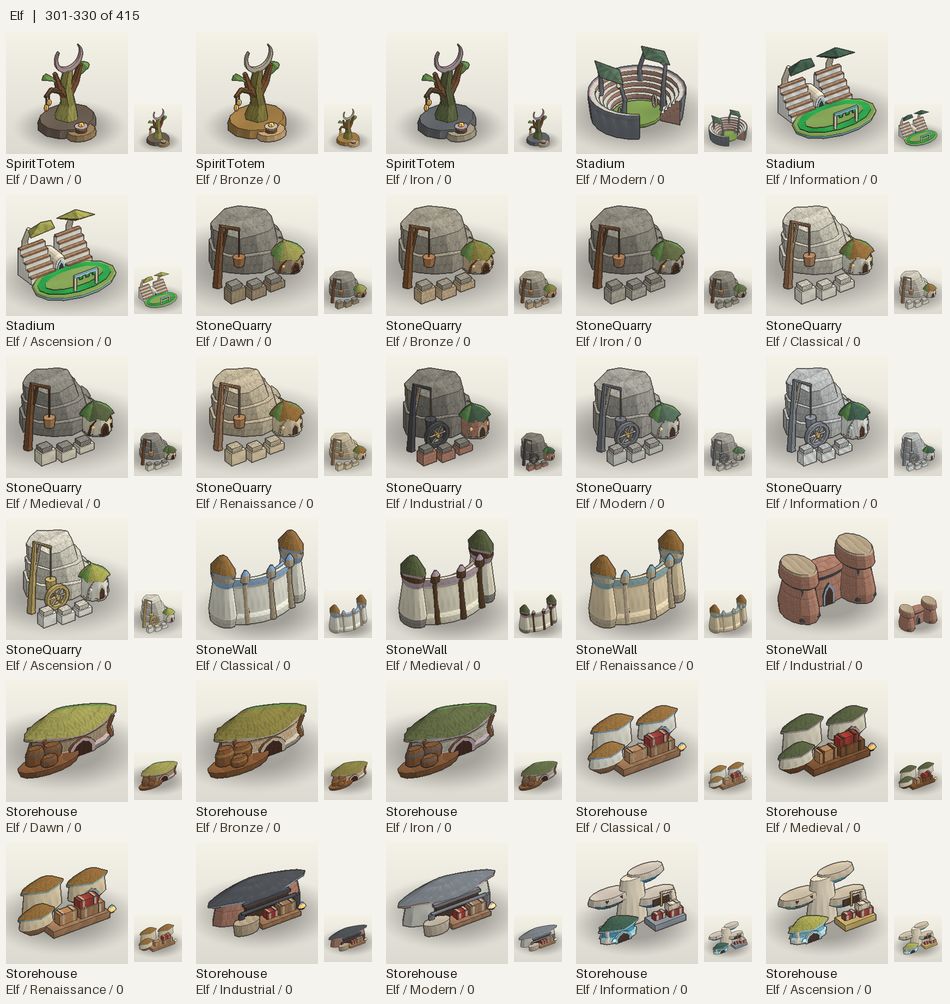 Elf | 301-330 of 415
SpiritTotem
Elf / Dawn / 0
SpiritTotem
Elf / Bronze / 0
SpiritTotem
Elf / Iron / 0
Stadium
Elf / Modern / 0
Stadium
Elf / Information / 0
Stadium
Elf / Ascension / 0
StoneQuarry
Elf / Dawn / 0
StoneQuarry
Elf / Bronze / 0
StoneQuarry
Elf / Iron / 0
StoneQuarry
Elf / Classical / 0
StoneQuarry
Elf / Medieval / 0
StoneQuarry
Elf / Renaissance / 0
StoneQuarry
Elf / Industrial / 0
StoneQuarry
Elf / Modern / 0
StoneQuarry
Elf / Information / 0
StoneQuarry
Elf / Ascension / 0
StoneWall
Elf / Classical / 0
StoneWall
Elf / Medieval / 0
StoneWall
Elf / Renaissance / 0
StoneWall
Elf / Industrial / 0
Storehouse
Elf / Dawn / 0
Storehouse
Elf / Bronze / 0
Storehouse
Elf / Iron / 0
Storehouse
Elf / Classical / 0
Storehouse
Elf / Medieval / 0
Storehouse
Elf / Renaissance / 0
Storehouse
Elf / Industrial / 0
Storehouse
Elf / Modern / 0
Storehouse
Elf / Information / 0
Storehouse
Elf / Ascension / 0